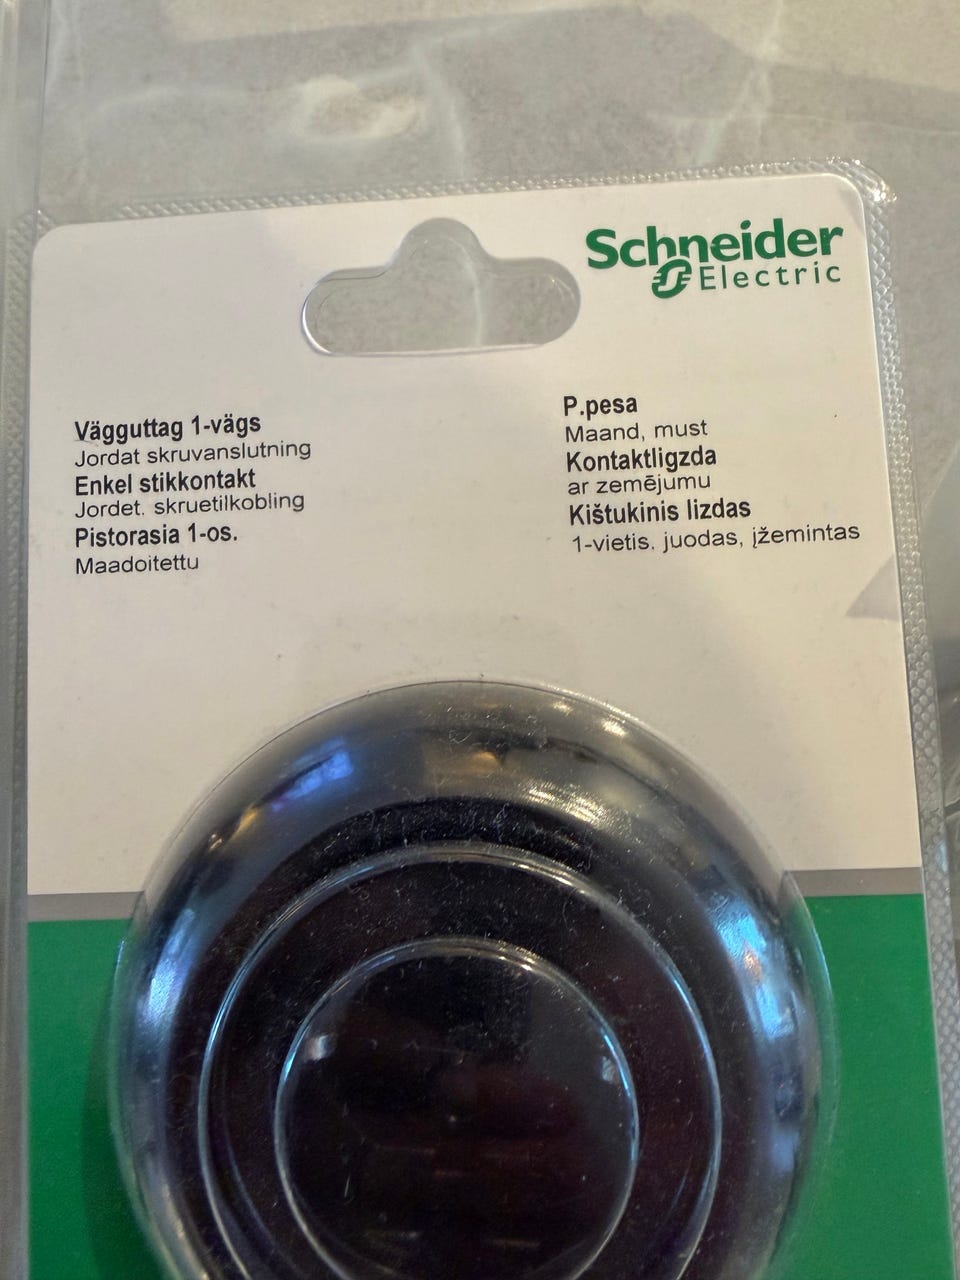 Schneider
Electric
Vägguttag 1-vägs
Jordat skruvanslutning
Enkel stikkontakt
Jordet. skruetilkobling
Pistorasia 1-os.
Maadoitettu
P.pesa
Maand, must
Kontaktligzda
ar zemējumu
Kištukinis lizdas
1-vietis, juodas, įžemintas